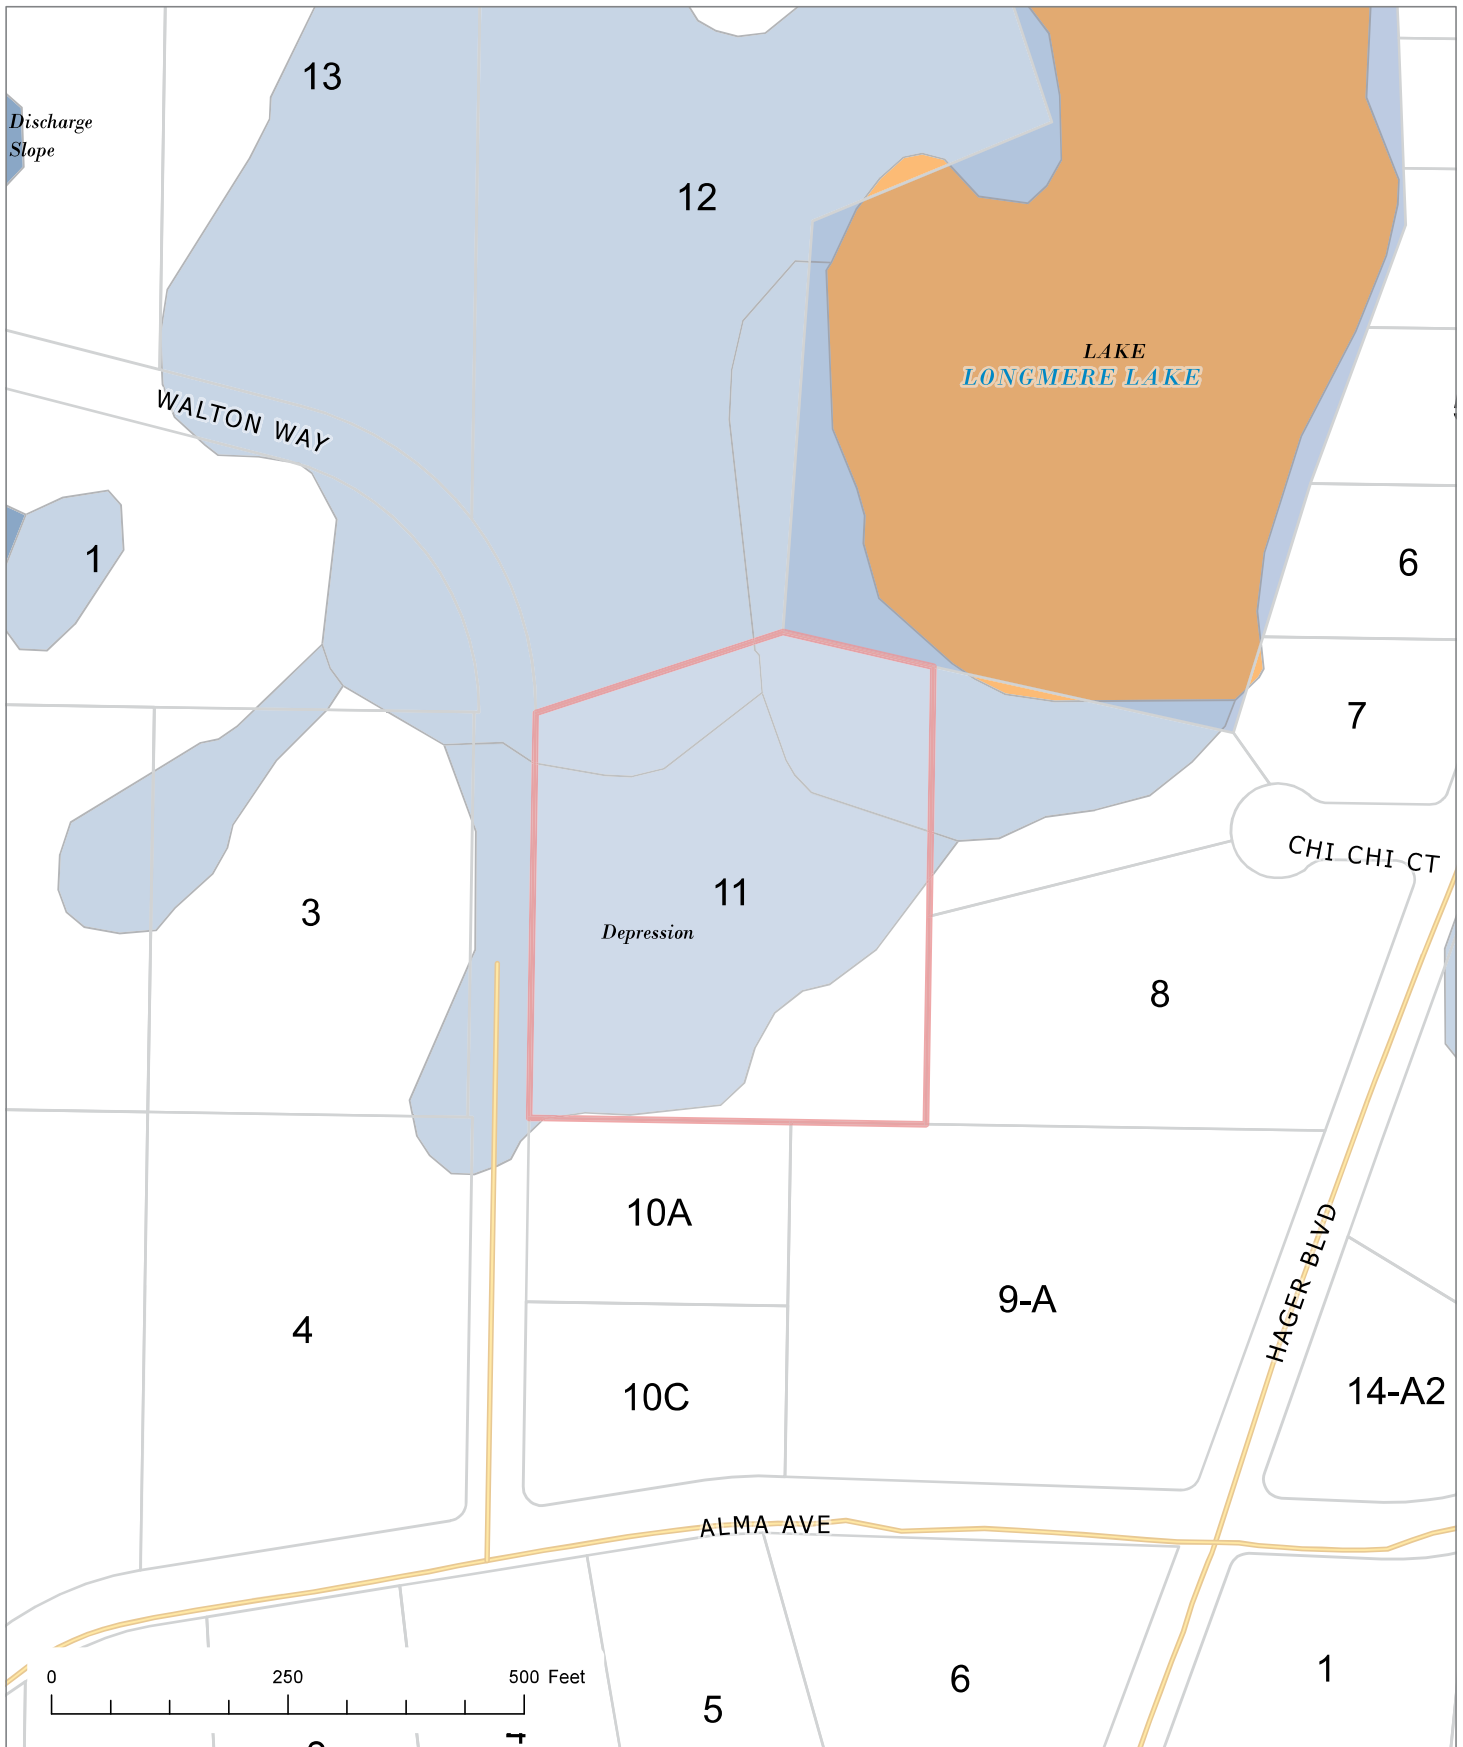 13
Discharge
Slope
12
LAKE
LONGMERE LAKE
WALTON WAY
1
6
7
CHI CHI CT
3
11
Depression
8
10A
9-A
HAGER BLVD
4
10C
14-A2
ALMA AVE
0 250 500 Feet
6
1
5